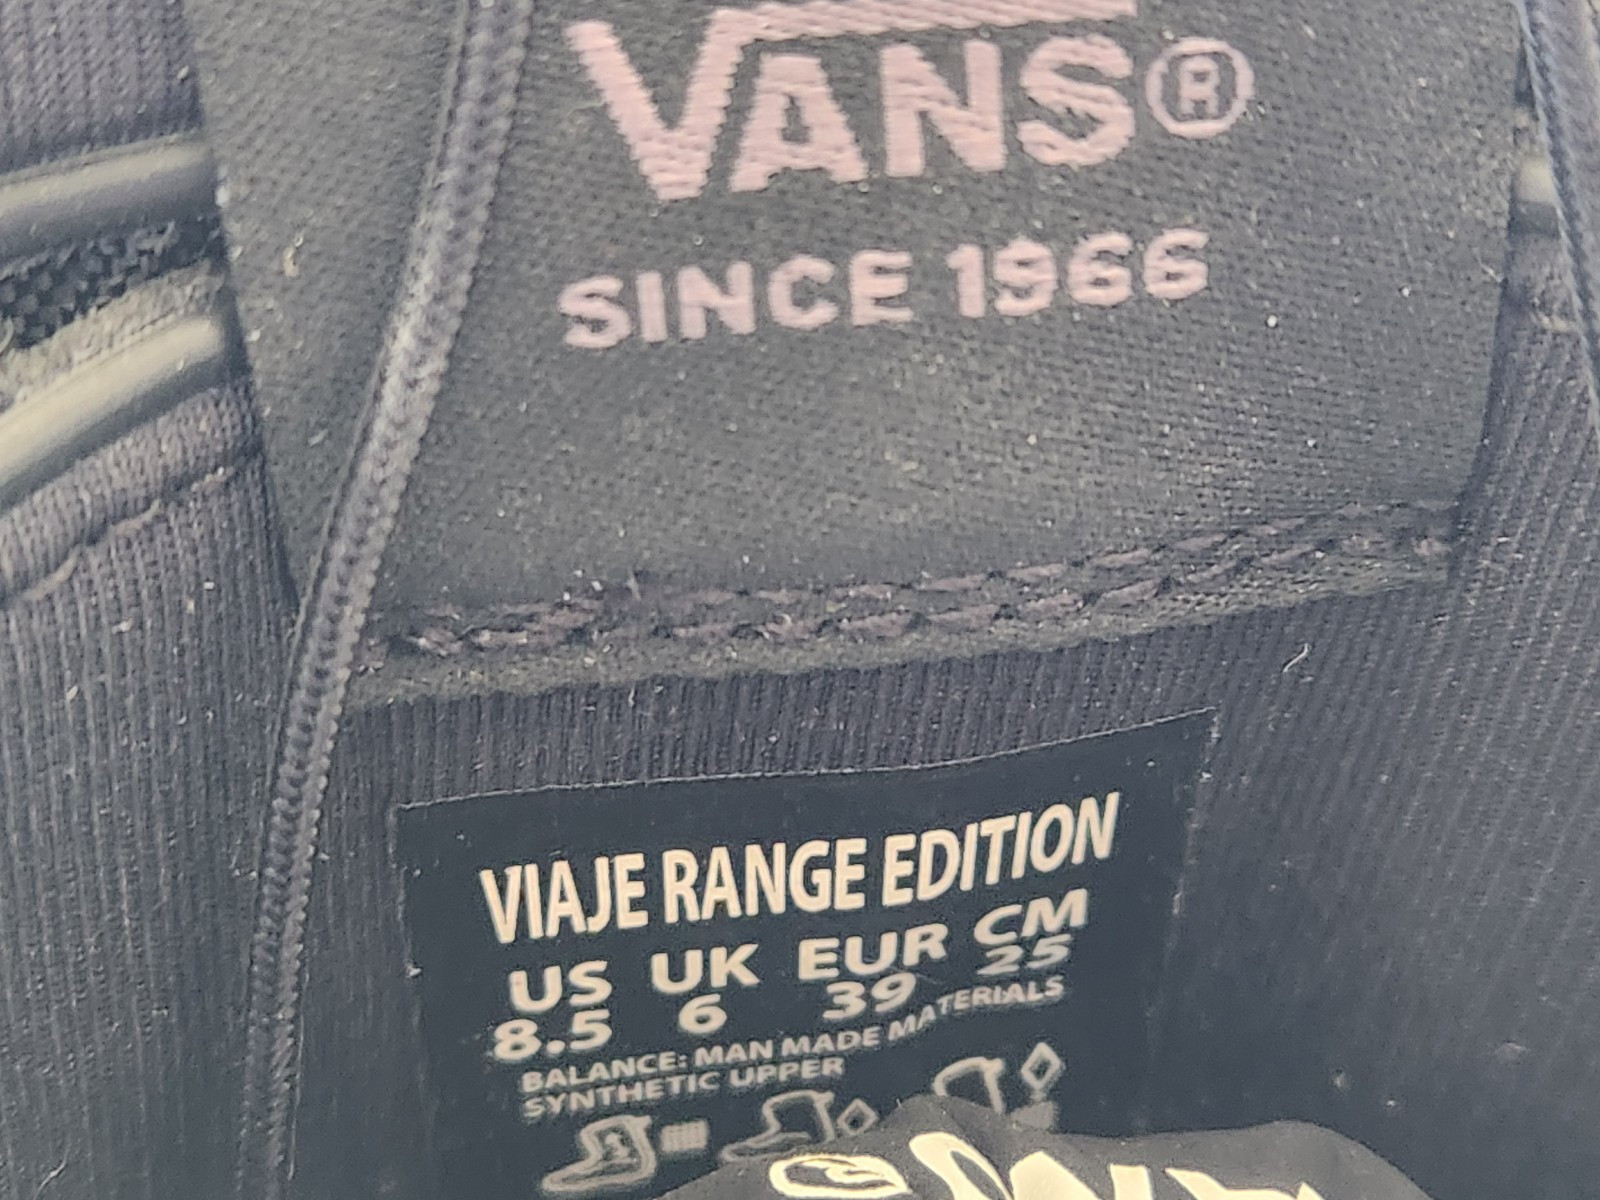 VANS®
SINCE 1966
VIAJE RANGE EDITION
US UK EUR CM
8.5 6 39 25
BALANCE: MAN MADE MATERIALS
SYNTHETIC UPPER